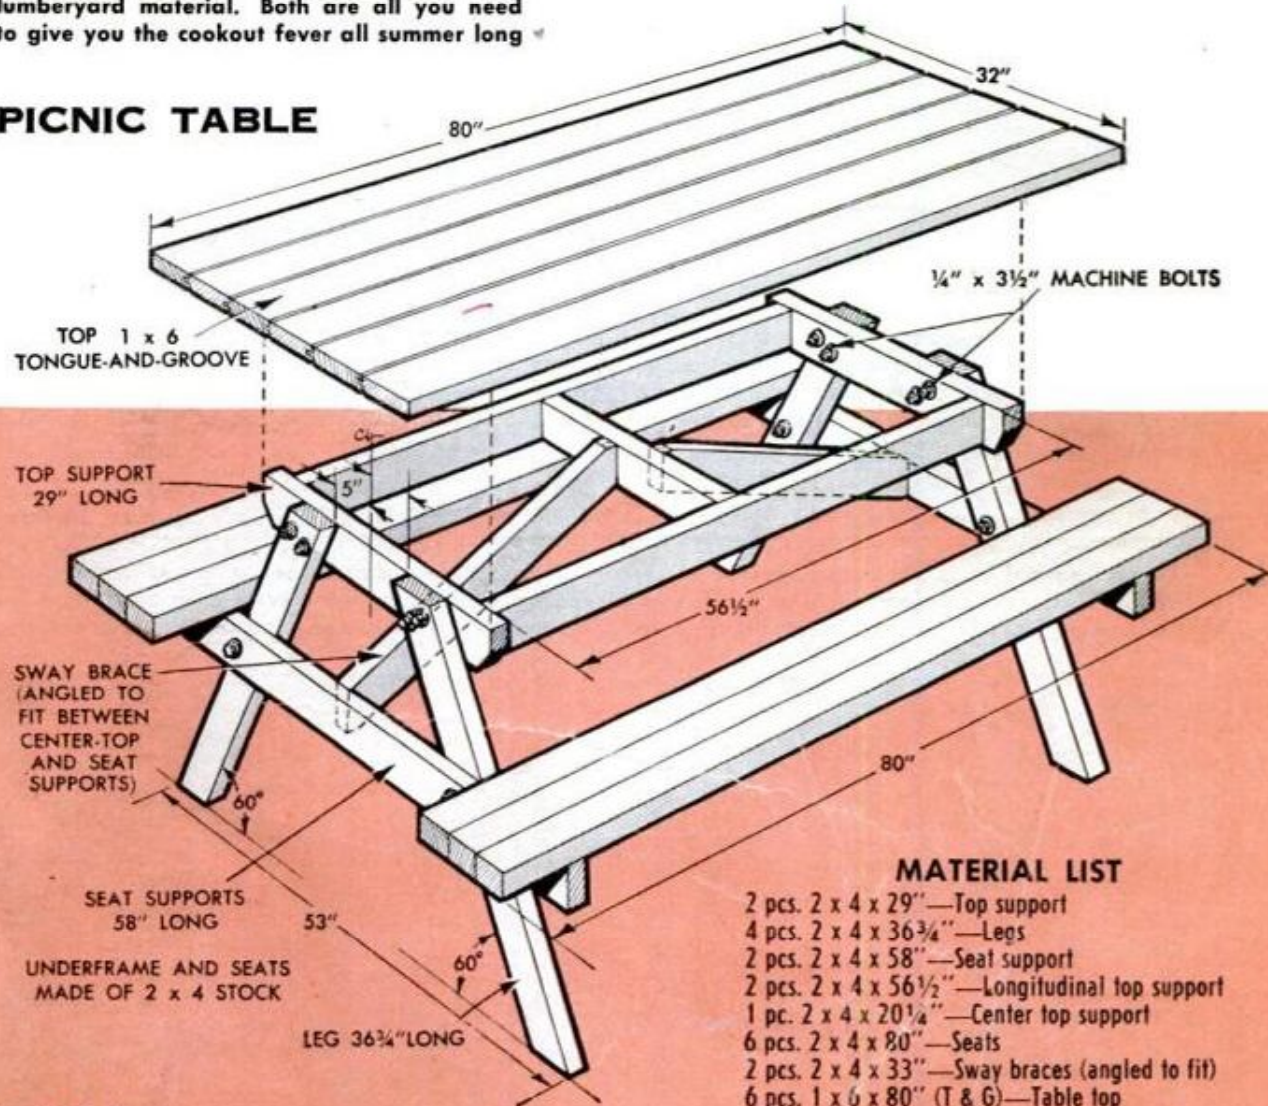 lumberyard material. Both are all you need
to give you the cookout fever all summer long
PICNIC TABLE
80"
32"
¼" x 3½" MACHINE BOLTS
TOP 1 x 6
TONGUE-AND-GROOVE
TOP SUPPORT
29" LONG
5"
56½"
SWAY BRACE
(ANGLED TO
FIT BETWEEN
CENTER-TOP
AND SEAT
SUPPORTS)
60°
80"
SEAT SUPPORTS
58" LONG
53"
UNDERFRAME AND SEATS
MADE OF 2 x 4 STOCK
60°
LEG 36¾" LONG
MATERIAL LIST
2 pcs. 2 x 4 x 29"—Top support
4 pcs. 2 x 4 x 36¾"—Legs
2 pcs. 2 x 4 x 58"—Seat support
2 pcs. 2 x 4 x 56½"—Longitudinal top support
1 pc. 2 x 4 x 20¼"—Center top support
6 pcs. 2 x 4 x 80"—Seats
2 pcs. 2 x 4 x 33"—Sway braces (angled to fit)
6 pcs. 1 x 6 x 80" (T & G)—Table top